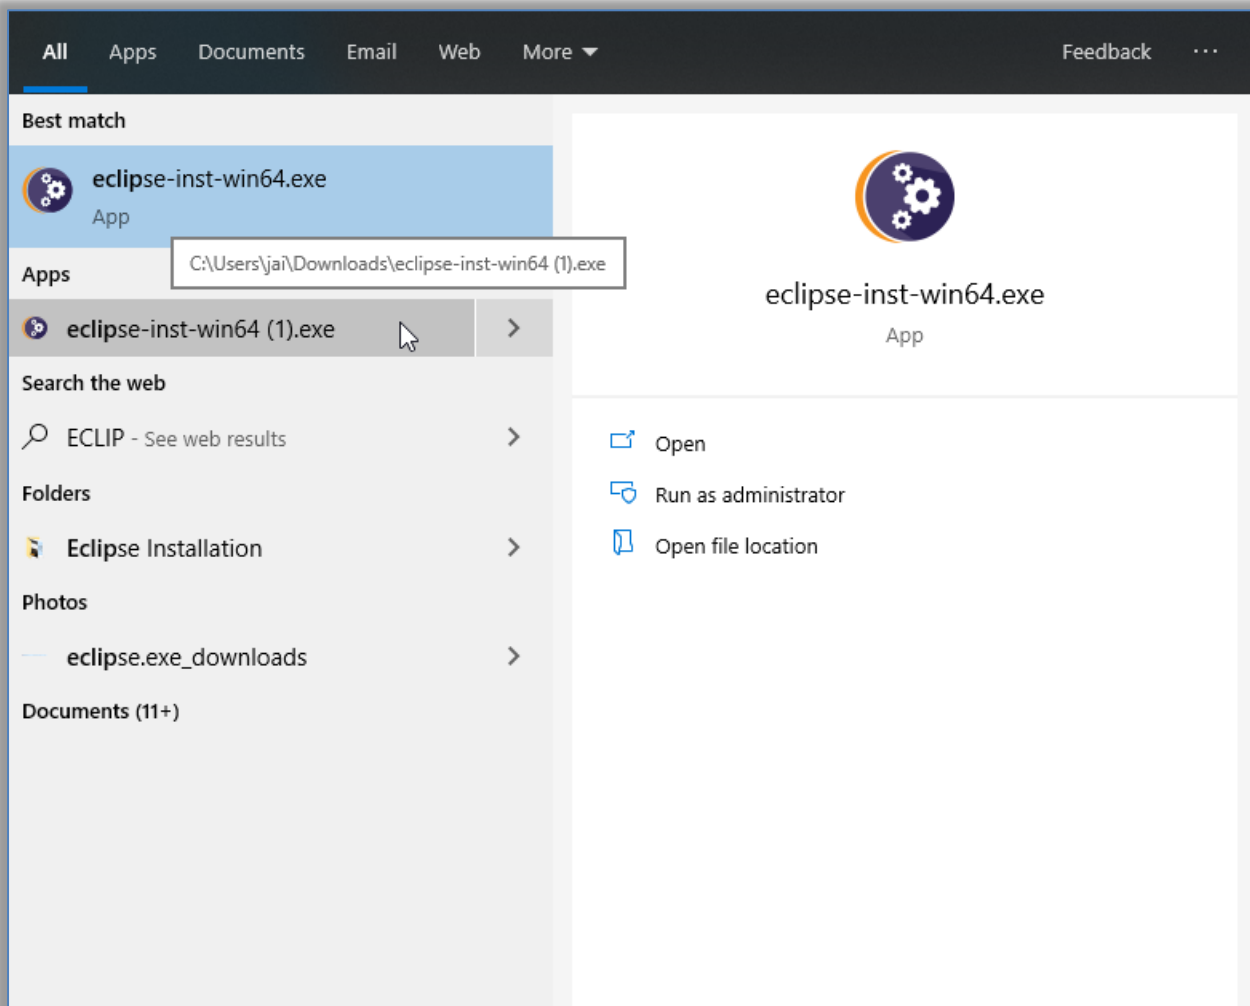 All Apps Documents Email Web More Feedback ···
Best match
eclipse-inst-win64.exe
App
C:\Users\jai\Downloads\eclipse-inst-win64 (1).exe
Apps
eclipse-inst-win64 (1).exe
Search the web
ECLIP - See web results
Folders
Eclipse Installation
Photos
eclipse.exe_downloads
Documents (11+)
eclipse-inst-win64.exe
App
Open
Run as administrator
Open file location